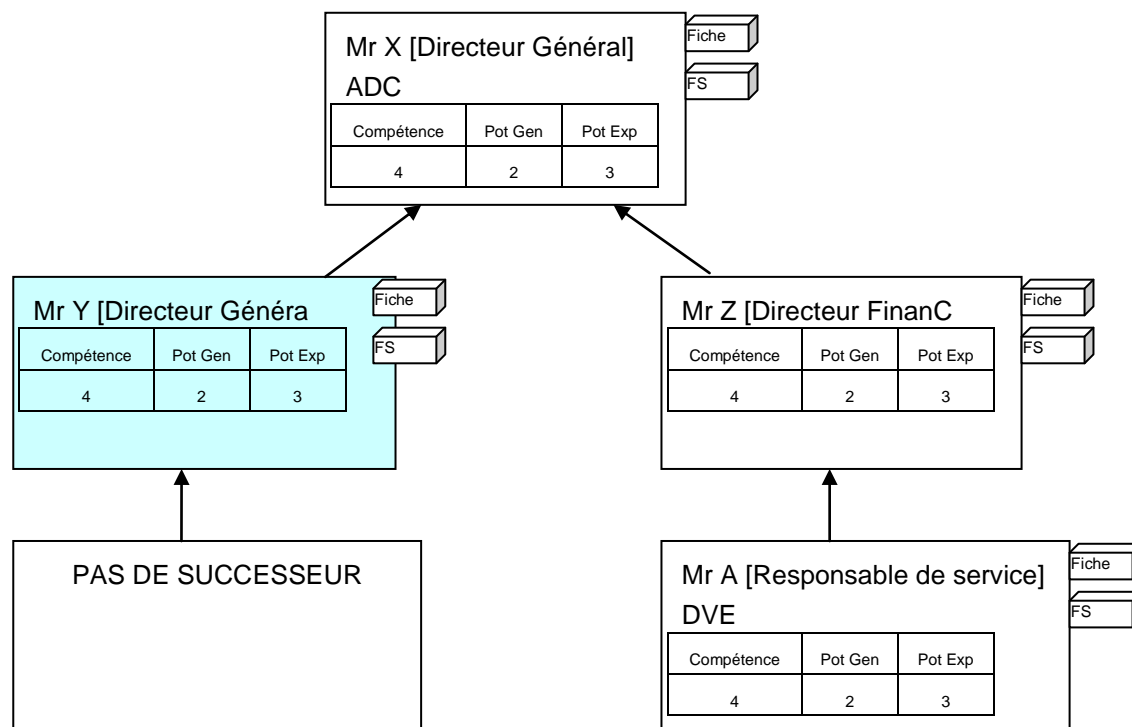 Mr X [Directeur Général]
ADC
Compétence Pot Gen Pot Exp
4 2 3
Fiche
FS
Mr Y [Directeur Généra
Compétence Pot Gen Pot Exp
4 2 3
Fiche
FS
Mr Z [Directeur FinanC
Compétence Pot Gen Pot Exp
4 2 3
Fiche
FS
PAS DE SUCCESSEUR
Mr A [Responsable de service]
DVE
Compétence Pot Gen Pot Exp
4 2 3
Fiche
FS